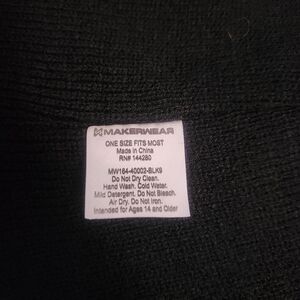 MAKERWEAR
ONE SIZE FITS MOST
Made in China
RN# 144280
MW164-40002-BLK9
Do Not Dry Clean.
Hand Wash. Cold Water.
Mild Detergent. Do Not Bleach.
Air Dry. Do Not Iron.
Intended for Ages 14 and Older